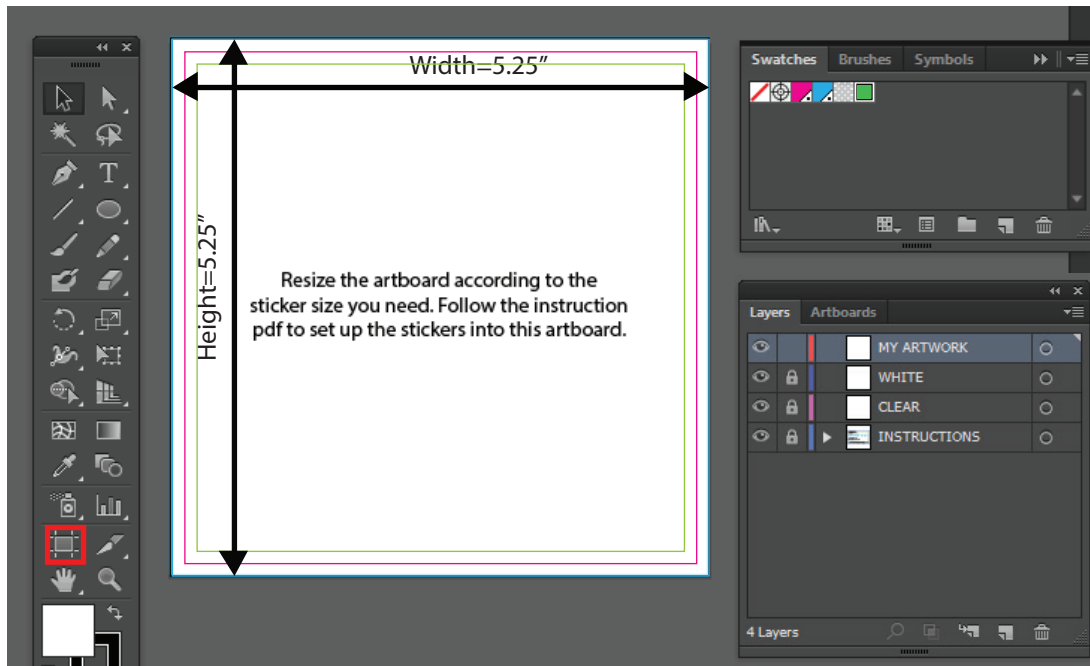 Width=5.25”
Height=5.25”
Resize the artboard according to the
sticker size you need. Follow the instruction
pdf to set up the stickers into this artboard.
Swatches Brushes Symbols
Layers Artboards
MY ARTWORK
WHITE
CLEAR
INSTRUCTIONS
4 Layers